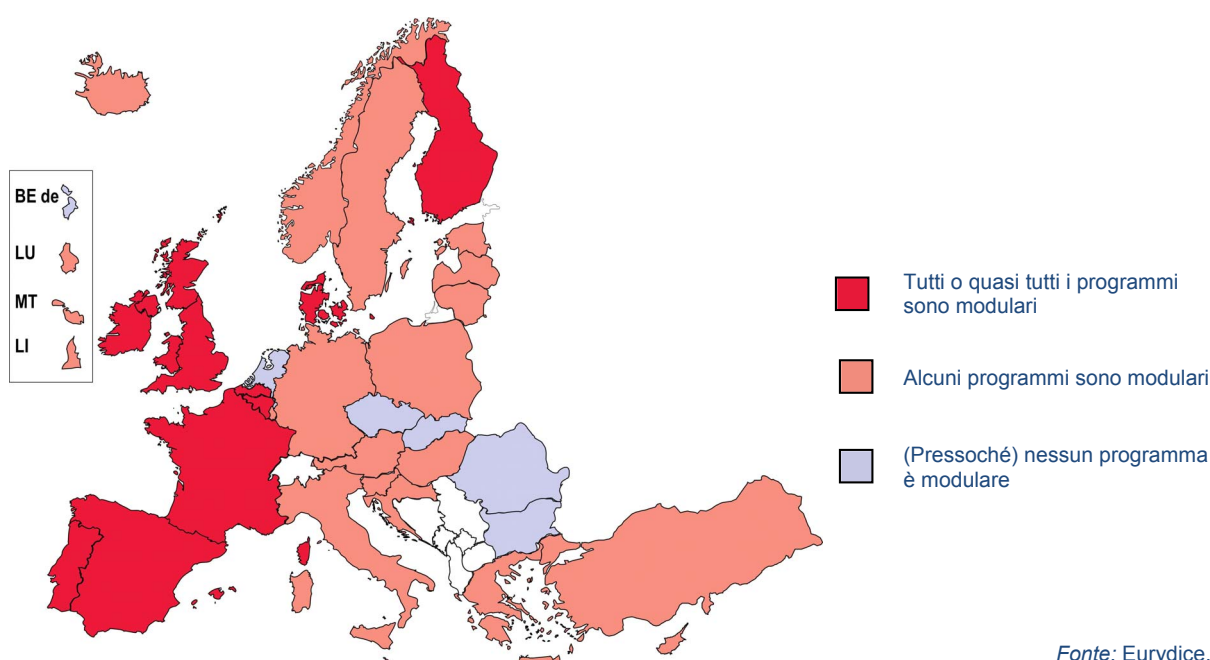 BE de
LU
MT
LI
Tutti o quasi tutti i programmi
sono modulari
Alcuni programmi sono modulari
(Pressoché) nessun programma
è modulare
Fonte: Eurydice.